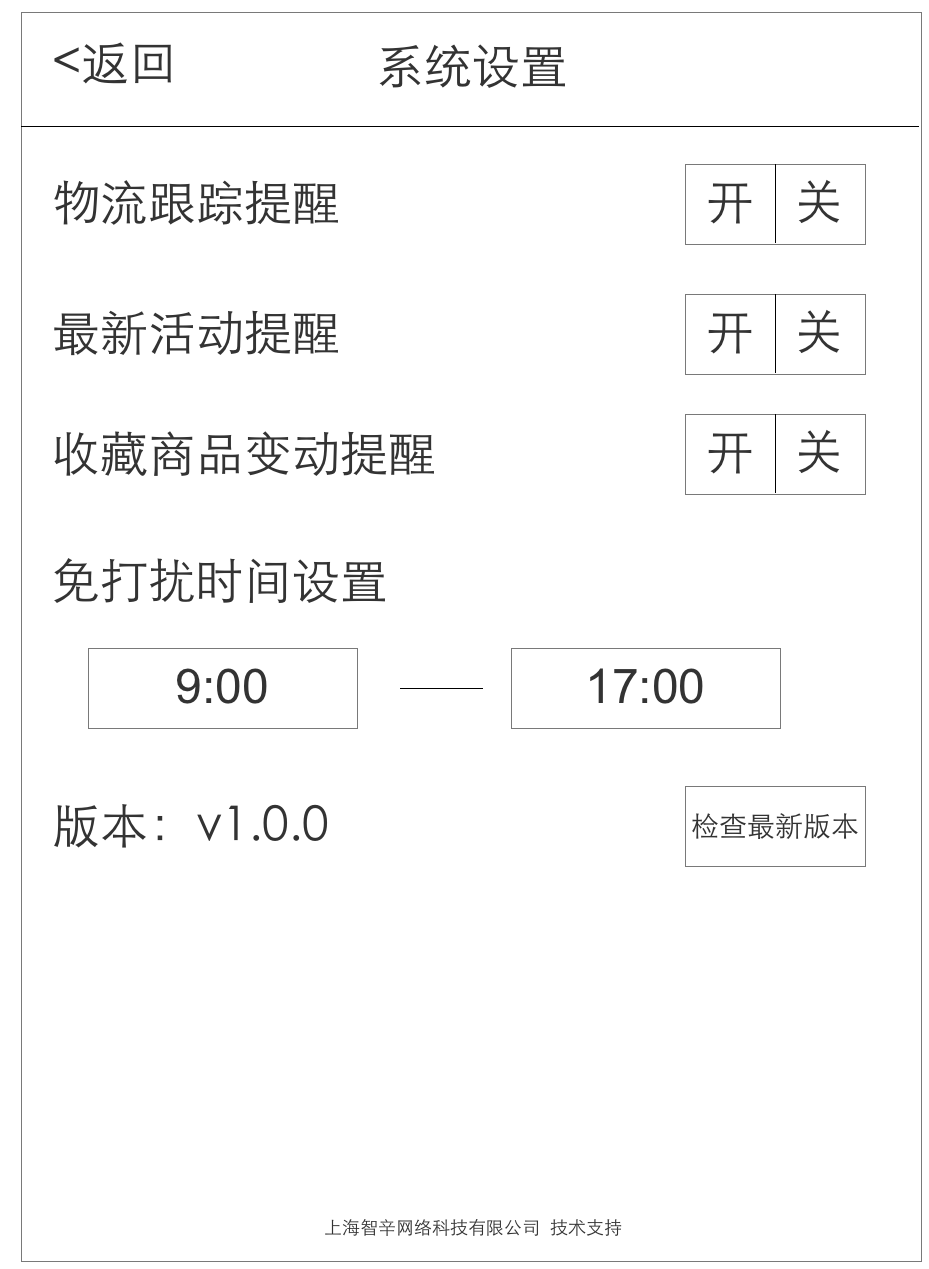 <返回 系统设置
物流跟踪提醒 开 关
最新活动提醒 开 关
收藏商品变动提醒 开 关
免打扰时间设置
9:00 17:00
版本：v1.0.0 检查最新版本
上海智辛网络科技有限公司 技术支持